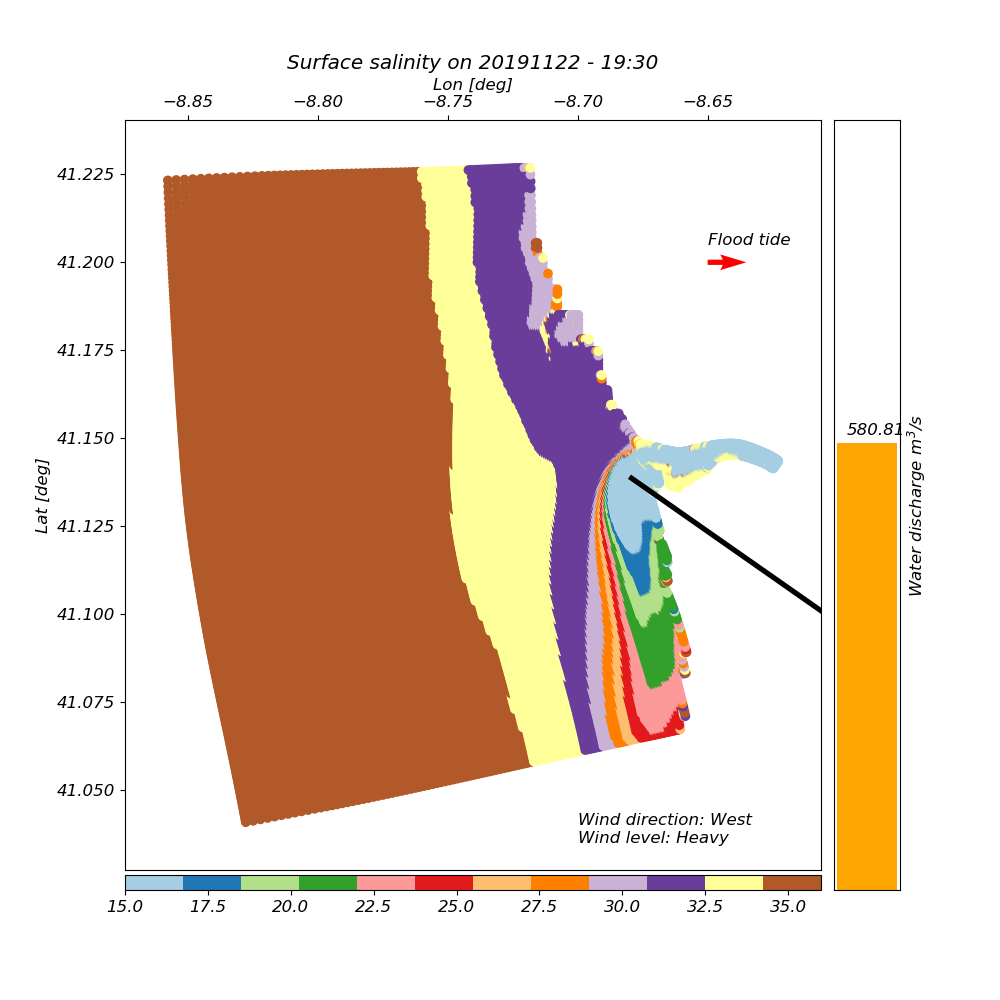 Surface salinity on 20191122 - 19:30
Lon [deg]
−8.85 −8.80 −8.75 −8.70 −8.65
41.225
41.200
41.175
41.150
41.125
41.100
41.075
41.050
Lat [deg]
Flood tide
580.81
Water discharge m³/s
Wind direction: West
Wind level: Heavy
15.0 17.5 20.0 22.5 25.0 27.5 30.0 32.5 35.0